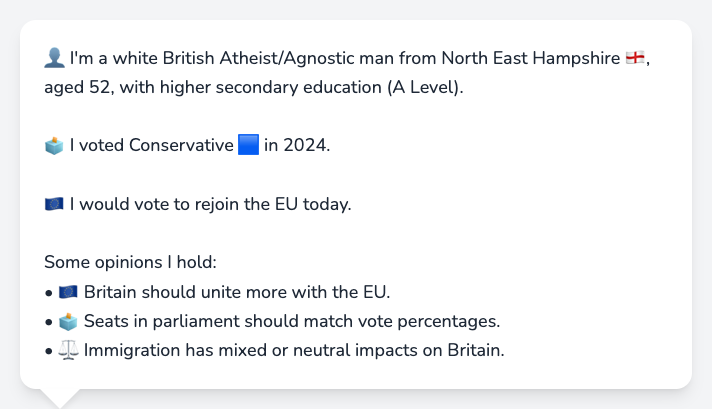 👤 I'm a white British Atheist/Agnostic man from North East Hampshire 🏴󠁧󠁢󠁥󠁮󠁧󠁿,
aged 52, with higher secondary education (A Level).
🗳️ I voted Conservative 🟦 in 2024.
🇪🇺 I would vote to rejoin the EU today.
Some opinions I hold:
• 🇪🇺 Britain should unite more with the EU.
• 🗳️ Seats in parliament should match vote percentages.
• ⚖️ Immigration has mixed or neutral impacts on Britain.